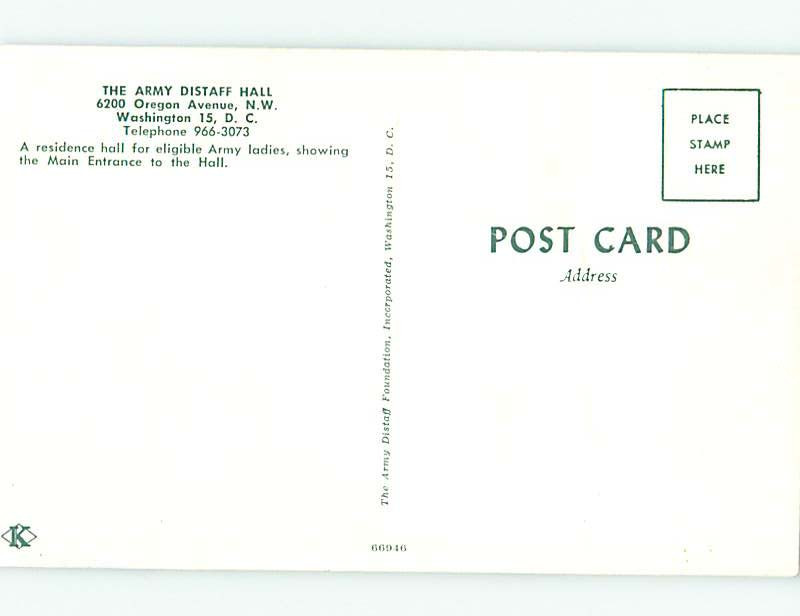 THE ARMY DISTAFF HALL
6200 Oregon Avenue, N.W.
Washington 15, D. C.
Telephone 966-3073
A residence hall for eligible Army ladies, showing
the Main Entrance to the Hall.
The Army Distaff Foundation, Incorporated, Washington 15, D. C.
PLACE
STAMP
HERE
POST CARD
Address
K
66946